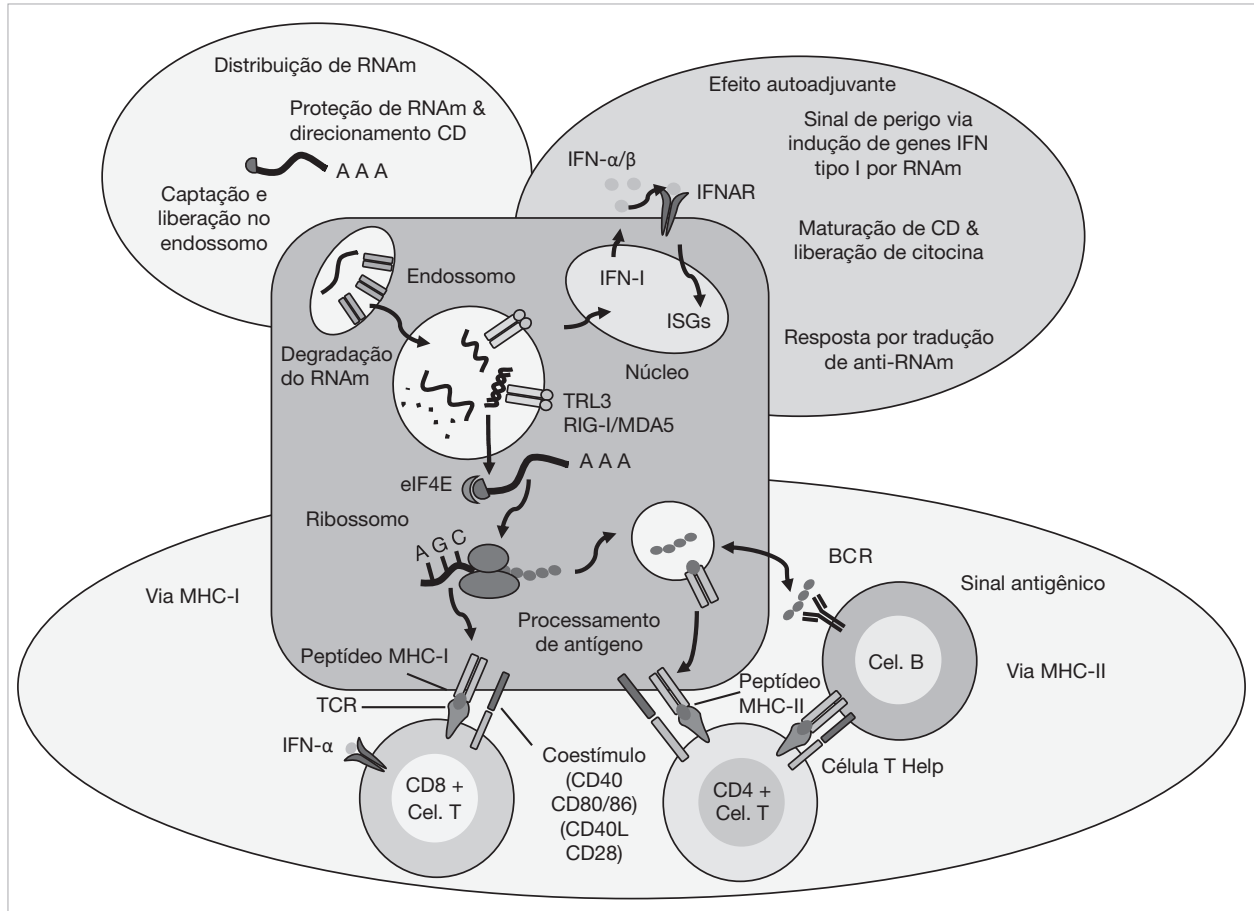 Distribuição de RNAm
Proteção de RNAm &
direcionamento CD
A A A
Captação e
liberação no
endossomo
Efeito autoadjuvante
Sinal de perigo via
indução de genes IFN
tipo I por RNAm
IFN-α/β
IFNAR
Maturação de CD &
liberação de citocina
Resposta por tradução
de anti-RNAm
Endossomo
IFN-I
ISGs
Núcleo
Degradação
do RNAm
TRL3
RIG-I/MDA5
A A A
eIF4E
Ribossomo
A G C
BCR
Sinal antigênico
Via MHC-I
Processamento
de antígeno
Cel. B
Via MHC-II
Peptídeo MHC-I
Peptídeo
MHC-II
TCR
IFN-α
Coestímulo
(CD40
CD80/86)
(CD40L
CD28)
Célula T Help
CD8 +
Cel. T
CD4 +
Cel. T